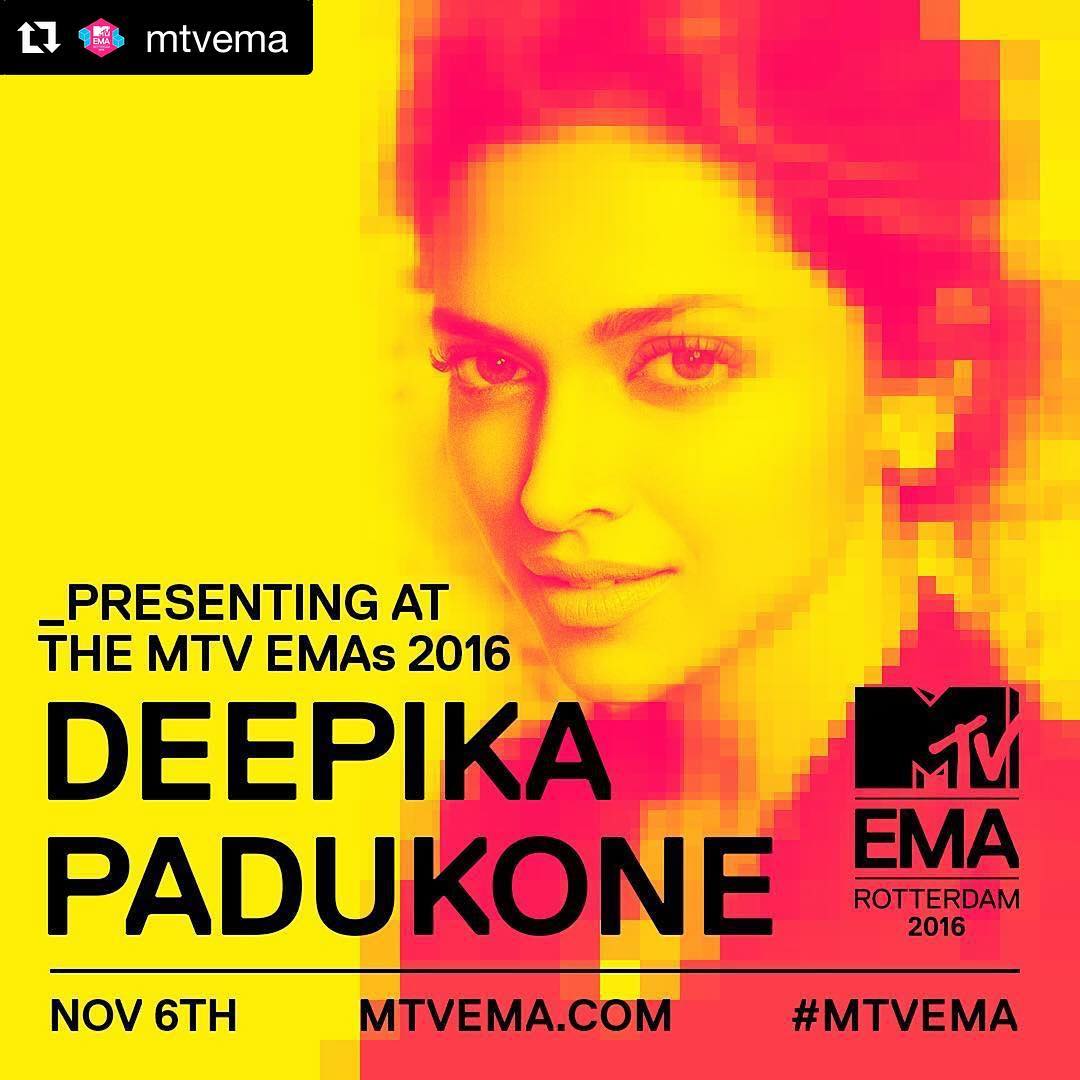 mtvema
_PRESENTING AT
THE MTV EMAs 2016
DEEPIKA
PADUKONE
MTV
EMA
ROTTERDAM
2016
NOV 6TH MTVEMA.COM #MTVEMA